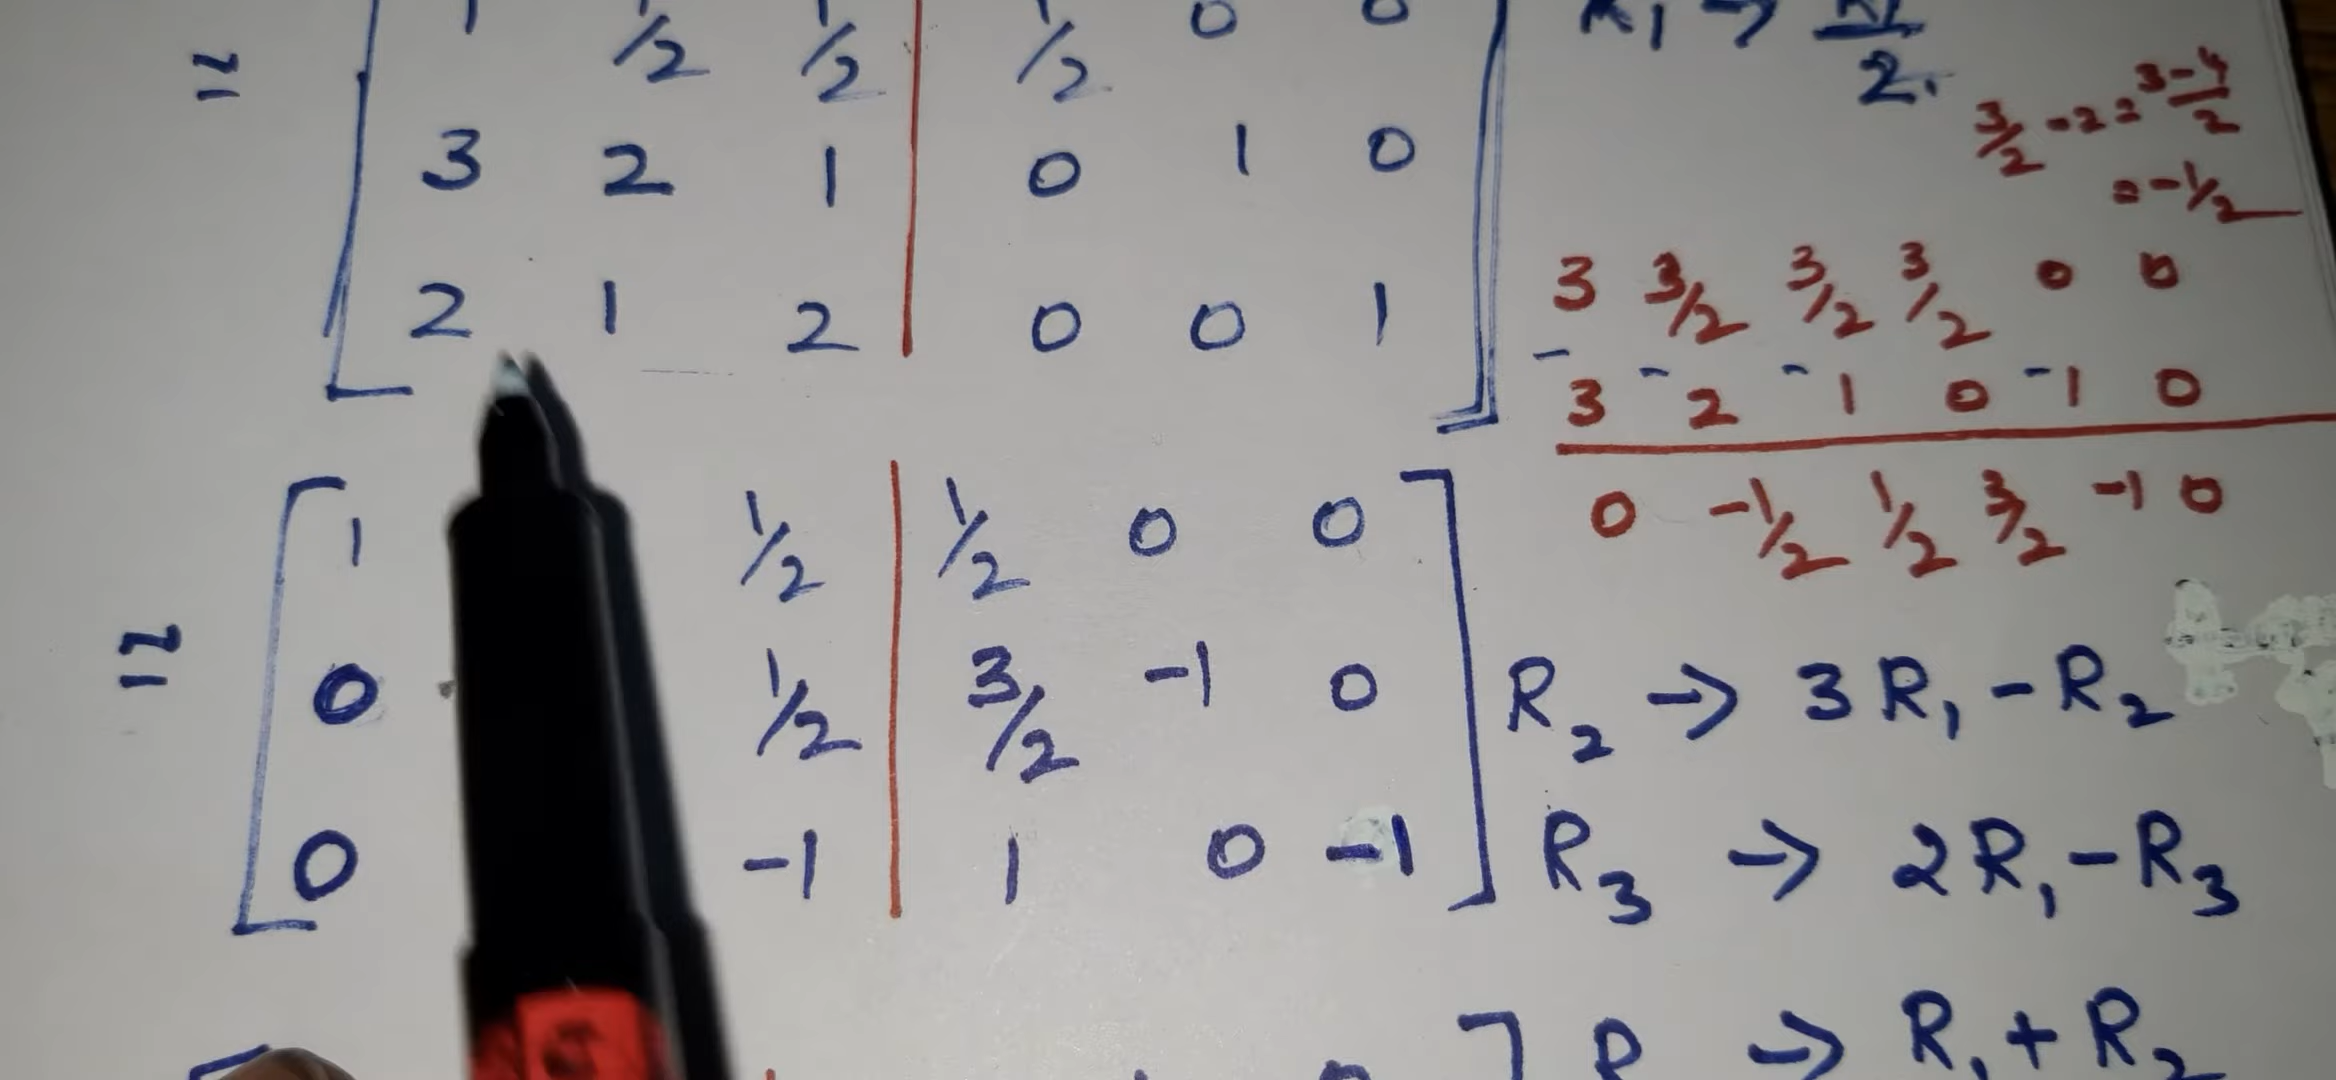 ≃ 1 1/2 1/2 1/2 0 0 R1 → R1/2.
3 2 1 0 1 0
2 1 2 0 0 1
3/2 - 2 = 3-4/2
= -1/2
3 3/2 3/2 3/2 0 0
- 3 - 2 - 1 0 - 1 0
0 -1/2 1/2 3/2 -1 0
≃ 1 1/2 1/2 0 0
0 1/2 3/2 -1 0 R2 → 3R1 - R2
0 -1 1 0 -1 R3 → 2R1 - R3
R → R1 + R2